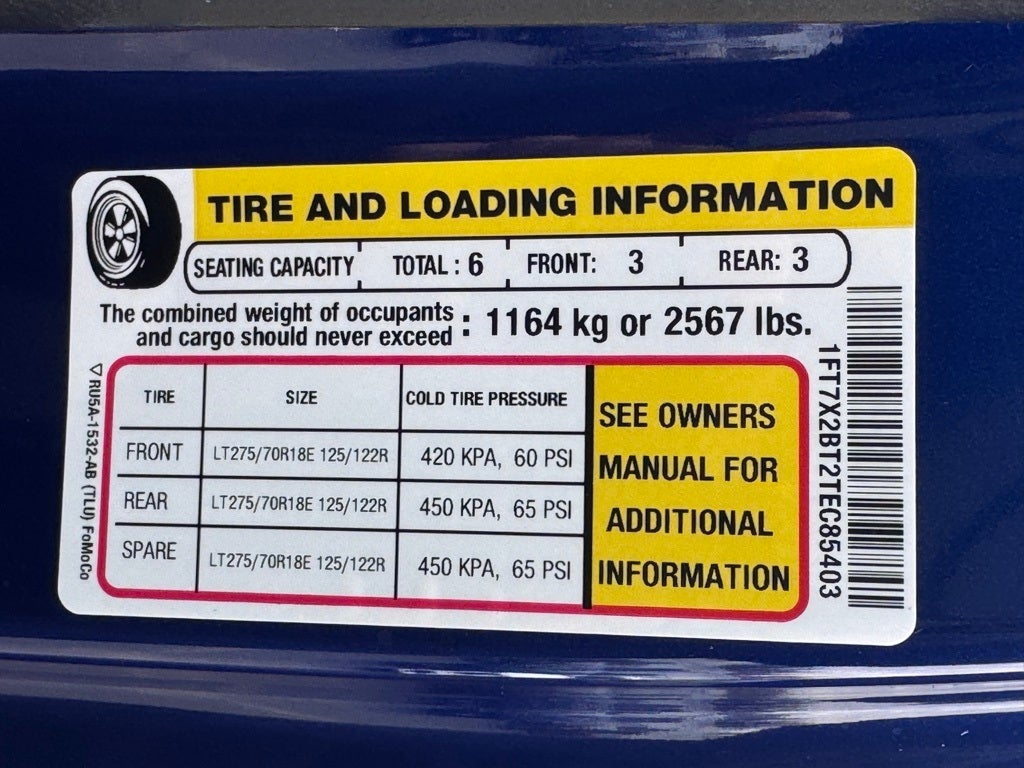 TIRE AND LOADING INFORMATION
SEATING CAPACITY TOTAL : 6 FRONT: 3 REAR: 3
The combined weight of occupants
and cargo should never exceed : 1164 kg or 2567 lbs.
TIRE SIZE COLD TIRE PRESSURE
FRONT LT275/70R18E 125/122R 420 KPA, 60 PSI
REAR LT275/70R18E 125/122R 450 KPA, 65 PSI
SPARE LT275/70R18E 125/122R 450 KPA, 65 PSI
SEE OWNERS
MANUAL FOR
ADDITIONAL
INFORMATION
RU5A-1532-AB (TLU) FoMoCo
1FT7X2BT2TEC85403